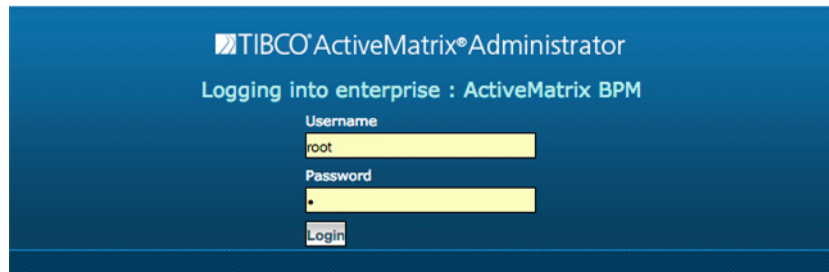 TIBCO® ActiveMatrix® Administrator
Logging into enterprise : ActiveMatrix BPM
Username
root
Password
•
Login